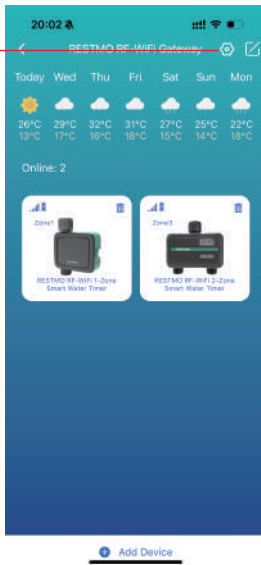 20:02
RESTMO RF-WiFi Gateway
Today Wed Thu Fri Sat Sun Mon
26°C 29°C 32°C 31°C 27°C 25°C 22°C
13°C 17°C 16°C 18°C 15°C 14°C 18°C
Online: 2
Zone1
RESTMO RF-WiFi 1-Zone
Smart Water Timer
RESTMO RF-WiFi 2-Zone
Smart Water Timer
Add Device